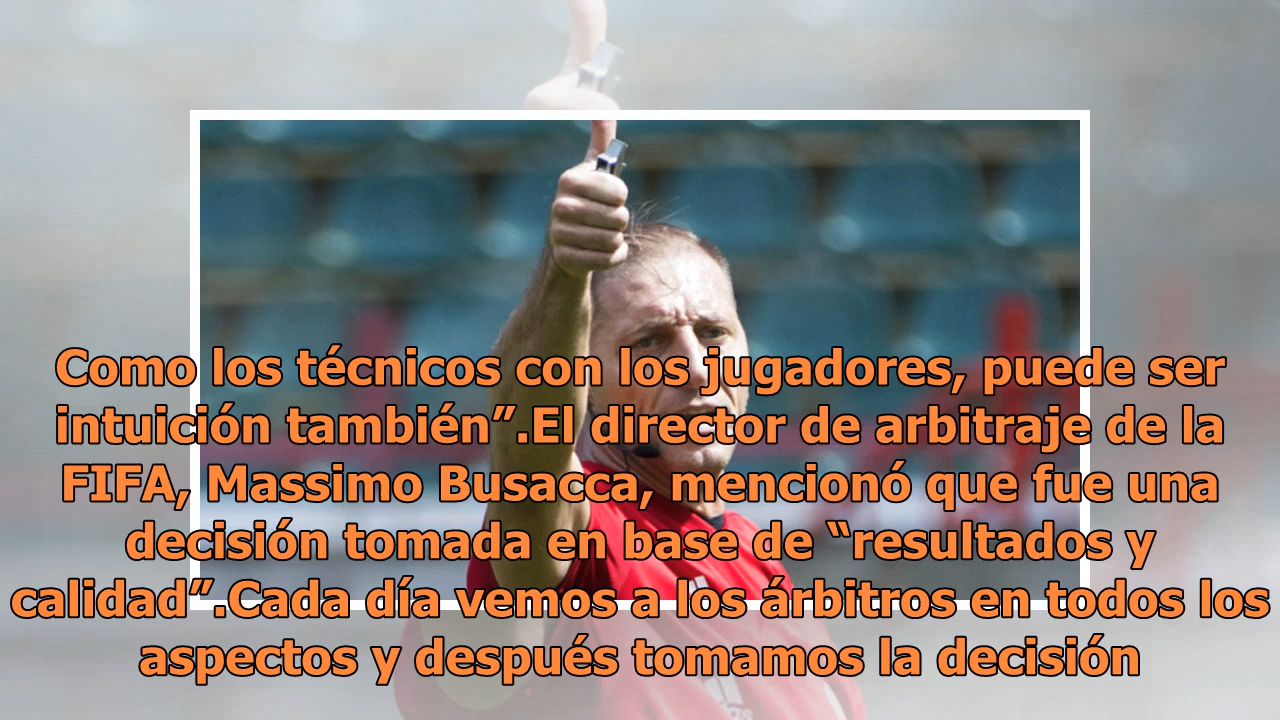 Como los técnicos con los jugadores, puede ser
intuición también”.El director de arbitraje de la
FIFA, Massimo Busacca, mencionó que fue una
decisión tomada en base de “resultados y
calidad”.Cada día vemos a los árbitros en todos los
aspectos y después tomamos la decisión